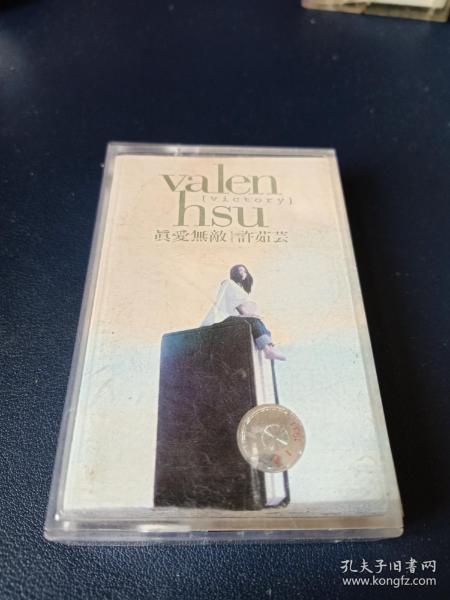 valen
[victory]
hsu
真愛無敵 許茹芸
孔夫子旧书网
www.kongfz.com